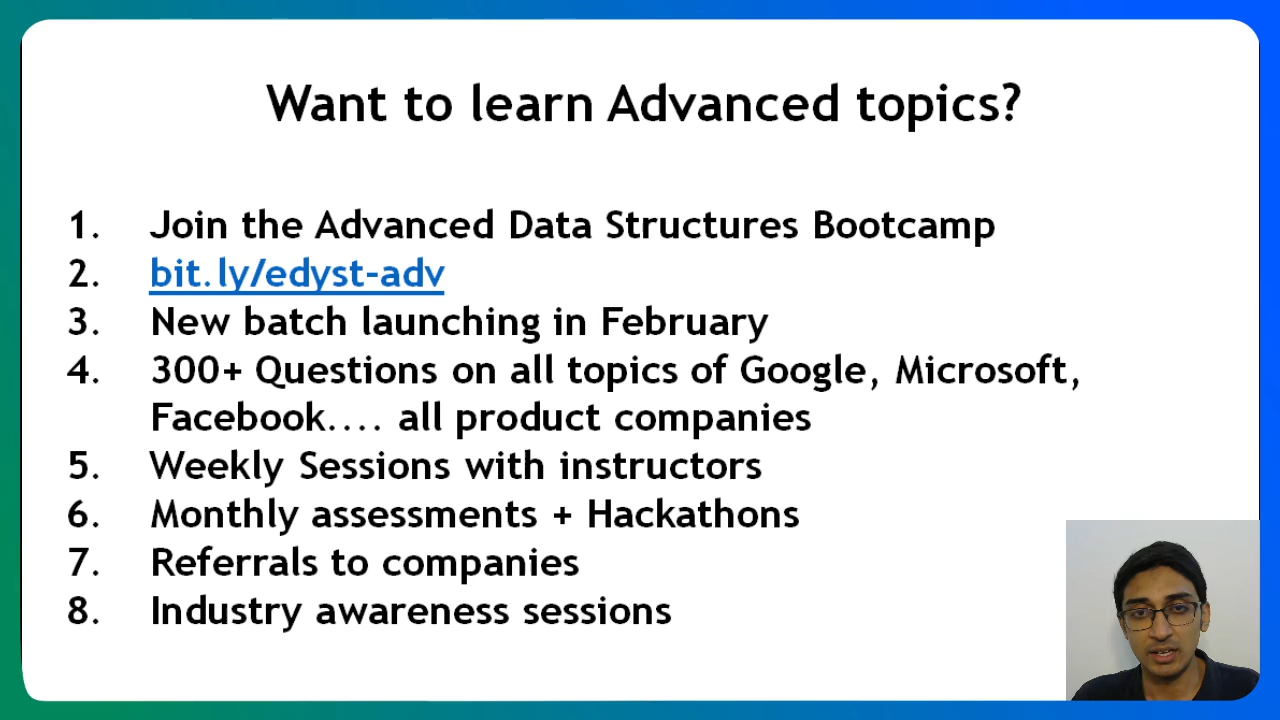 Want to learn Advanced topics?
1. Join the Advanced Data Structures Bootcamp
2. bit.ly/edyst-adv
3. New batch launching in February
4. 300+ Questions on all topics of Google, Microsoft,
Facebook.... all product companies
5. Weekly Sessions with instructors
6. Monthly assessments + Hackathons
7. Referrals to companies
8. Industry awareness sessions